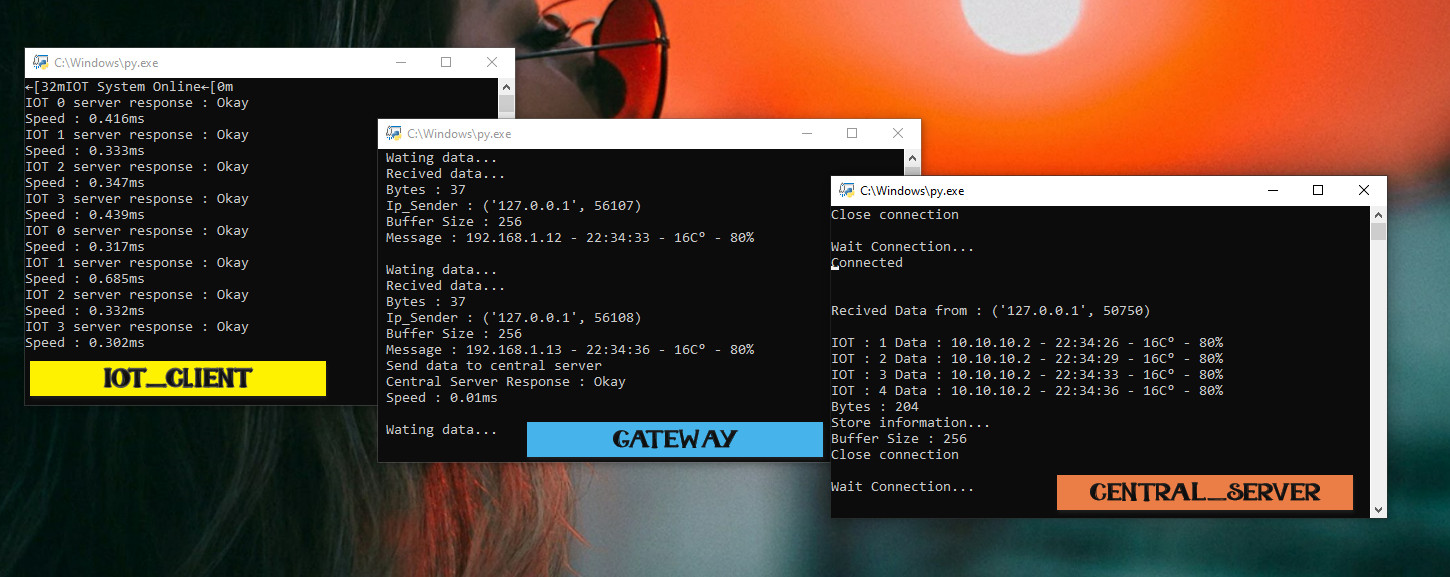 C:\Windows\py.exe
←[32mIOT System Online←[0m
IOT 0 server response : Okay
Speed : 0.416ms
IOT 1 server response : Okay
Speed : 0.333ms
IOT 2 server response : Okay
Speed : 0.347ms
IOT 3 server response : Okay
Speed : 0.439ms
IOT 0 server response : Okay
Speed : 0.317ms
IOT 1 server response : Okay
Speed : 0.685ms
IOT 2 server response : Okay
Speed : 0.332ms
IOT 3 server response : Okay
Speed : 0.302ms
IOT_CLIENT
C:\Windows\py.exe
Wating data...
Recived data...
Bytes : 37
Ip_Sender : ('127.0.0.1', 56107)
Buffer Size : 256
Message : 192.168.1.12 - 22:34:33 - 16Cº - 80%
Wating data...
Recived data...
Bytes : 37
Ip_Sender : ('127.0.0.1', 56108)
Buffer Size : 256
Message : 192.168.1.13 - 22:34:36 - 16Cº - 80%
Send data to central server
Central Server Response : Okay
Speed : 0.01ms
Wating data...
GATEWAY
C:\Windows\py.exe
Close connection
Wait Connection...
Connected
Recived Data from : ('127.0.0.1', 50750)
IOT : 1 Data : 10.10.10.2 - 22:34:26 - 16Cº - 80%
IOT : 2 Data : 10.10.10.2 - 22:34:29 - 16Cº - 80%
IOT : 3 Data : 10.10.10.2 - 22:34:33 - 16Cº - 80%
IOT : 4 Data : 10.10.10.2 - 22:34:36 - 16Cº - 80%
Bytes : 204
Store information...
Buffer Size : 256
Close connection
Wait Connection...
CENTRAL_SERVER